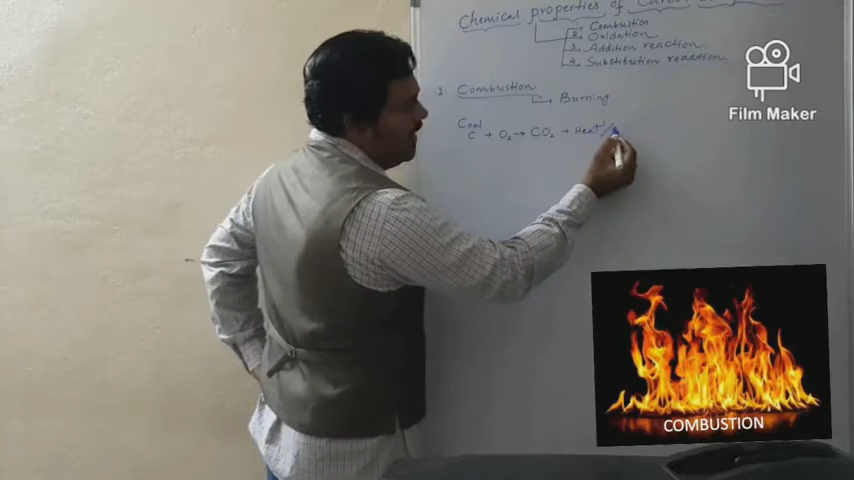 Chemical properties of Carbon
1. Combustion
2. Oxidation
3. Addition reaction
4. Substitution reaction
1 Combustion
Burning
Coal
C + O₂ → CO₂ + Heat /
Film Maker
COMBUSTION